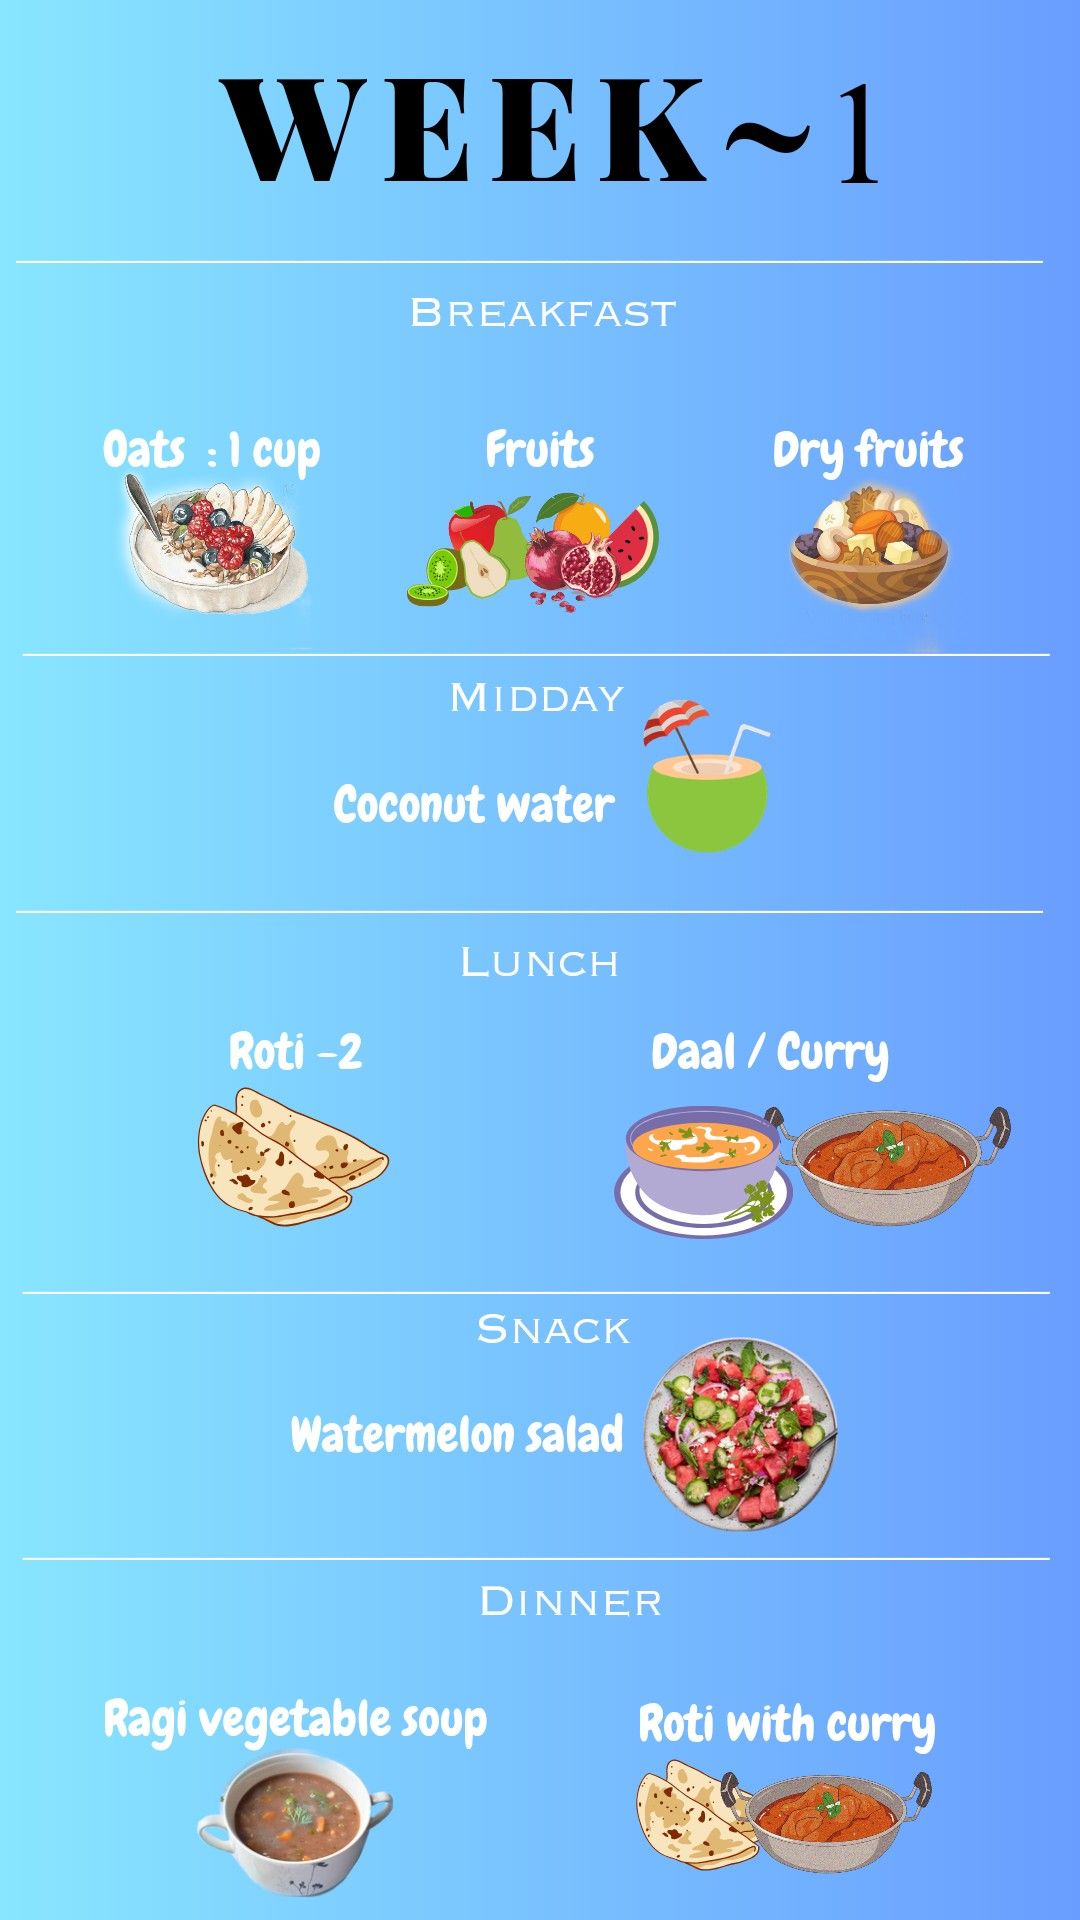 WEEK~1
BREAKFAST
Oats : 1 cup
Fruits
Dry fruits
MIDDAY
Coconut water
LUNCH
Roti -2
Daal / Curry
SNACK
Watermelon salad
DINNER
Ragi vegetable soup
Roti with curry